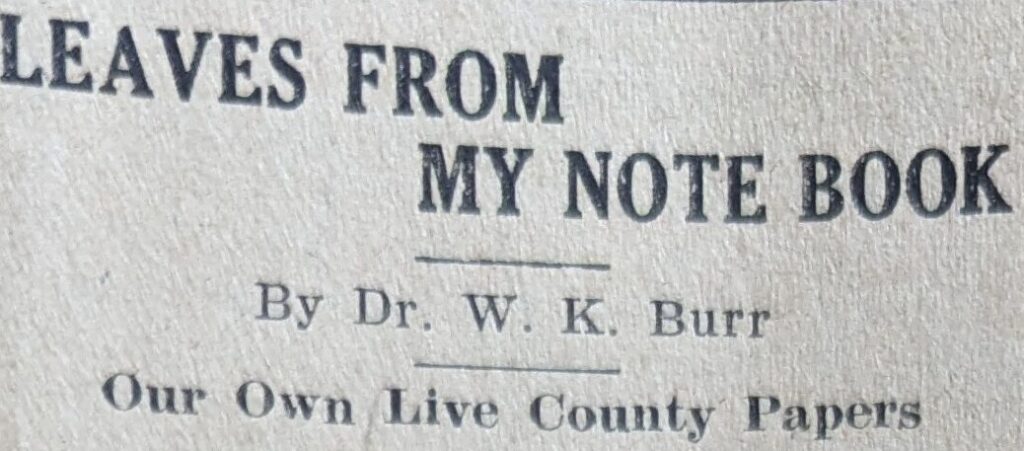 LEAVES FROM
MY NOTE BOOK
By Dr. W. K. Burr
Our Own Live County Papers